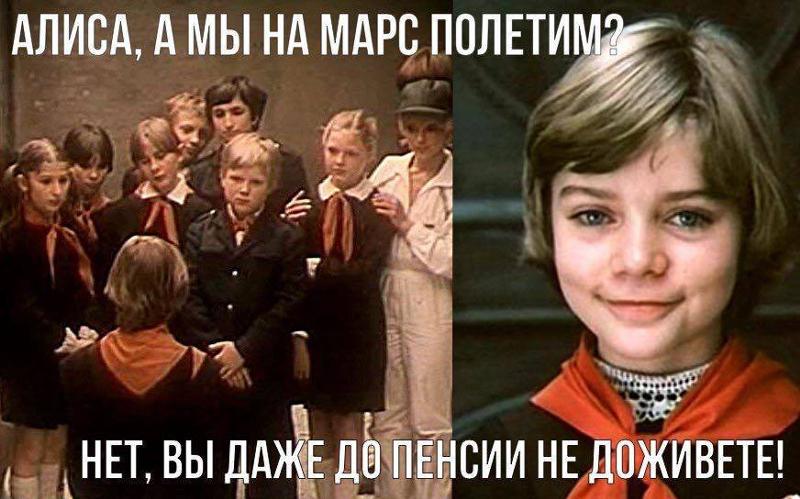 АЛИСА, А МЫ НА МАРС ПОЛЕТИМ?
НЕТ, ВЫ ДАЖЕ ДО ПЕНСИИ НЕ ДОЖИВЕТЕ!